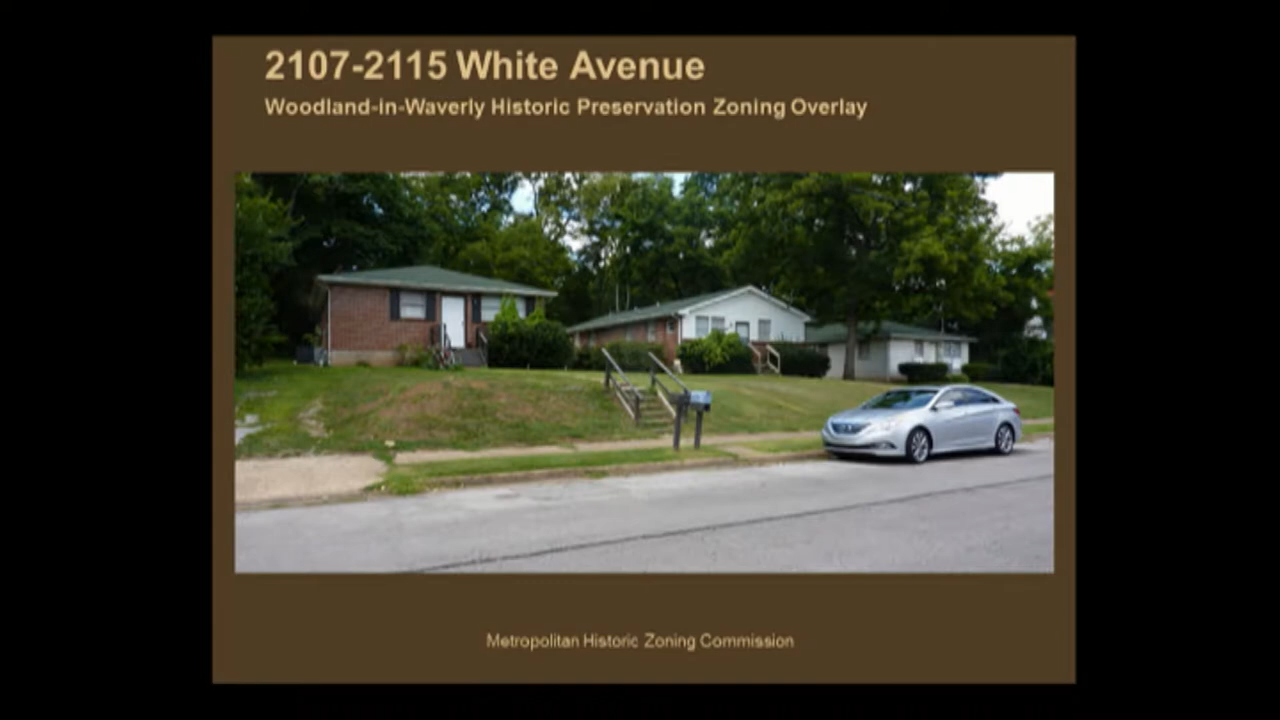 2107-2115 White Avenue
Woodland-in-Waverly Historic Preservation Zoning Overlay
Metropolitan Historic Zoning Commission